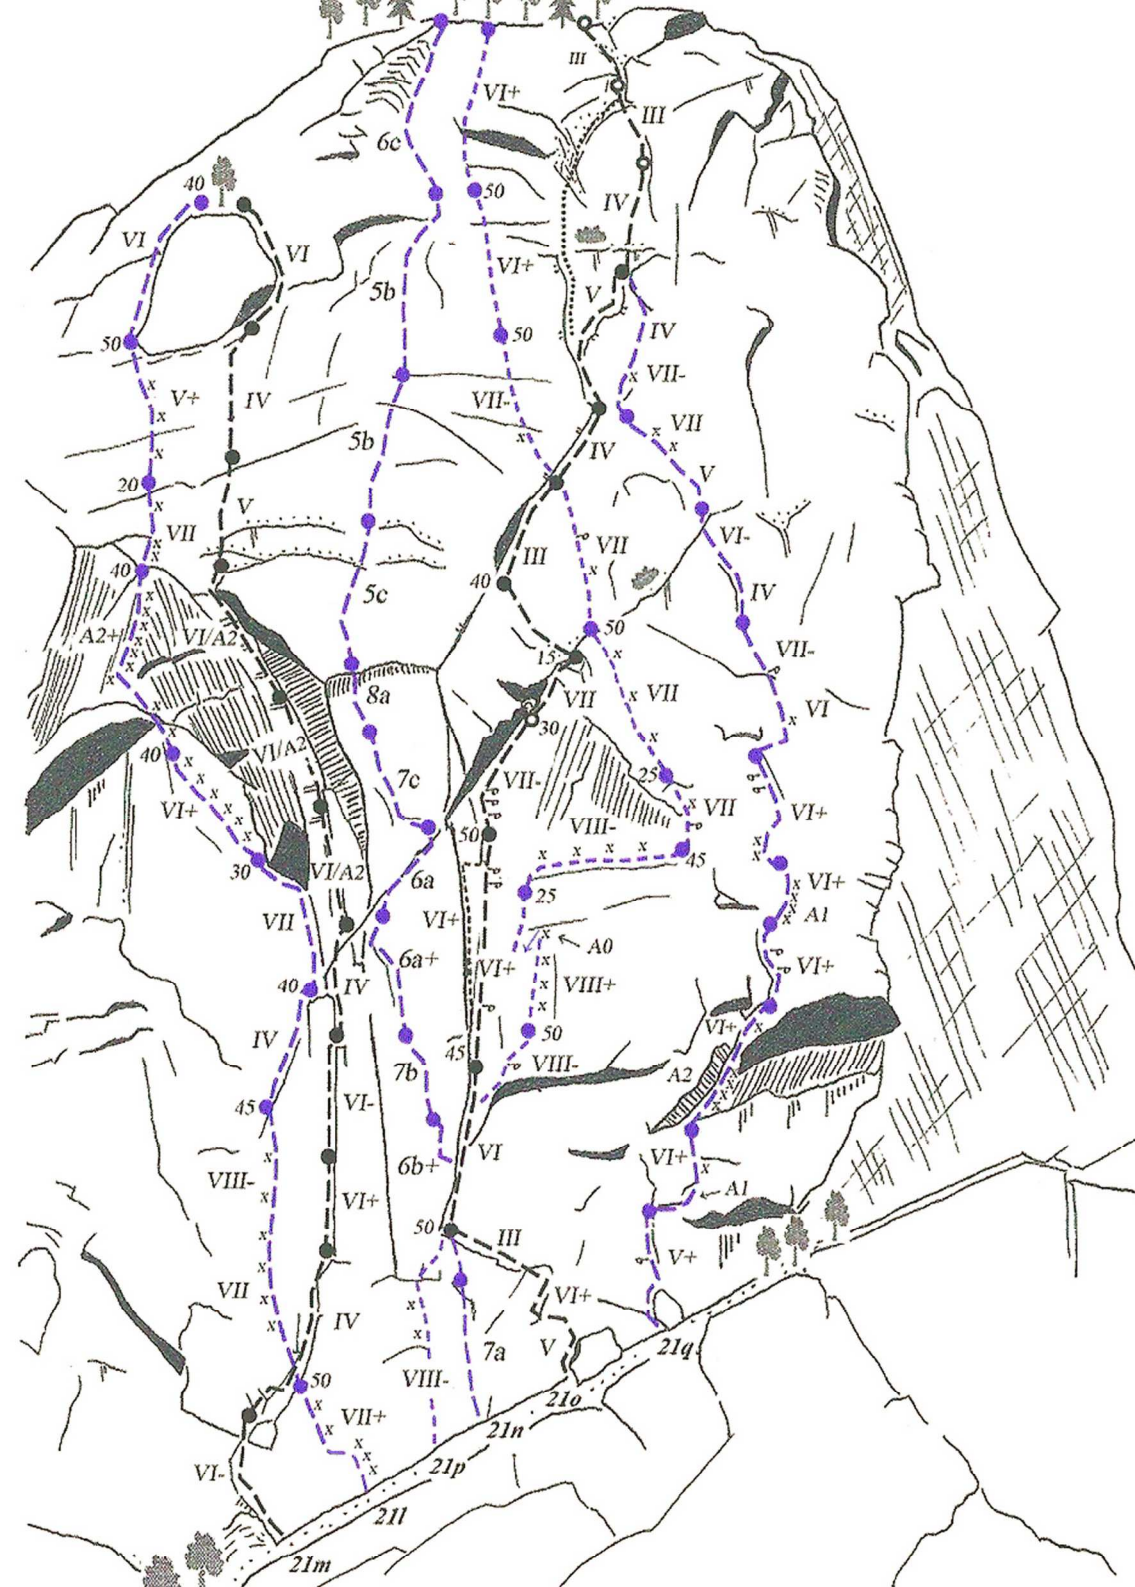 III
VI+
III
6c
40
50
IV
VI
VI
VI+
V
5b
IV
50
50
VII-
V+
IV
VII-
VII
5b
IV
20
V
V
VII
VI-
VII
III
40
40
5c
IV
A2+
VI/A2
50
VII-
15
8a
VII
VII
VI
30
40
VI/A2
7c
VII-
25
VI+
VII
VI+
50
VIII-
45
30
VI/A2
6a
25
VI+
VII
VI+
A1
6a+
VI+
A0
VI+
40
IV
VIII+
IV
VI+
50
45
7b
VIII-
A2
45
VI-
VI
VI+
6b+
VIII-
A1
VI+
50
III
V+
VII
VI+
IV
V
7a
21q
50
VIII-
21o
VII+
21n
VI-
21p
21l
21m